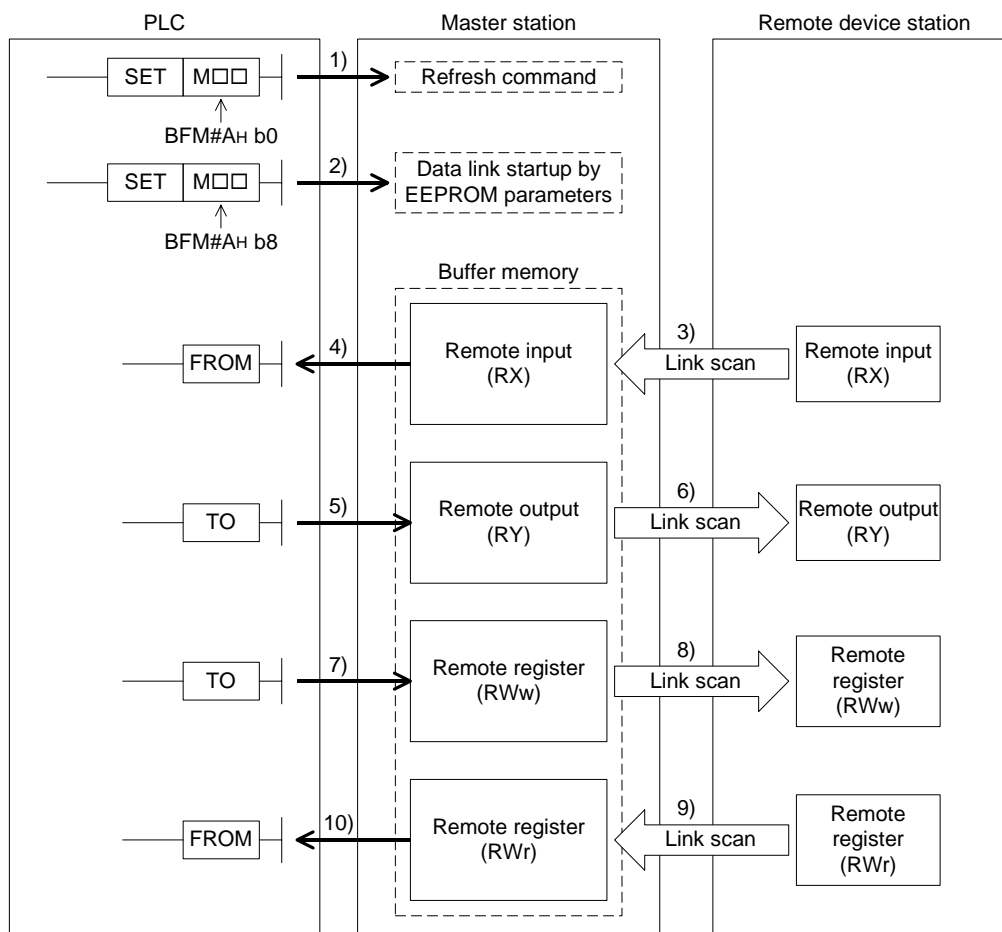 PLC
Master station
Remote device station
SET M□□
1)
Refresh command
BFM#AH b0
SET M□□
2)
Data link startup by
EEPROM parameters
BFM#AH b8
Buffer memory
FROM
4)
Remote input
(RX)
3)
Link scan
Remote input
(RX)
TO
5)
Remote output
(RY)
6)
Link scan
Remote output
(RY)
TO
7)
Remote register
(RWw)
8)
Link scan
Remote
register
(RWw)
FROM
10)
Remote register
(RWr)
9)
Link scan
Remote
register
(RWr)